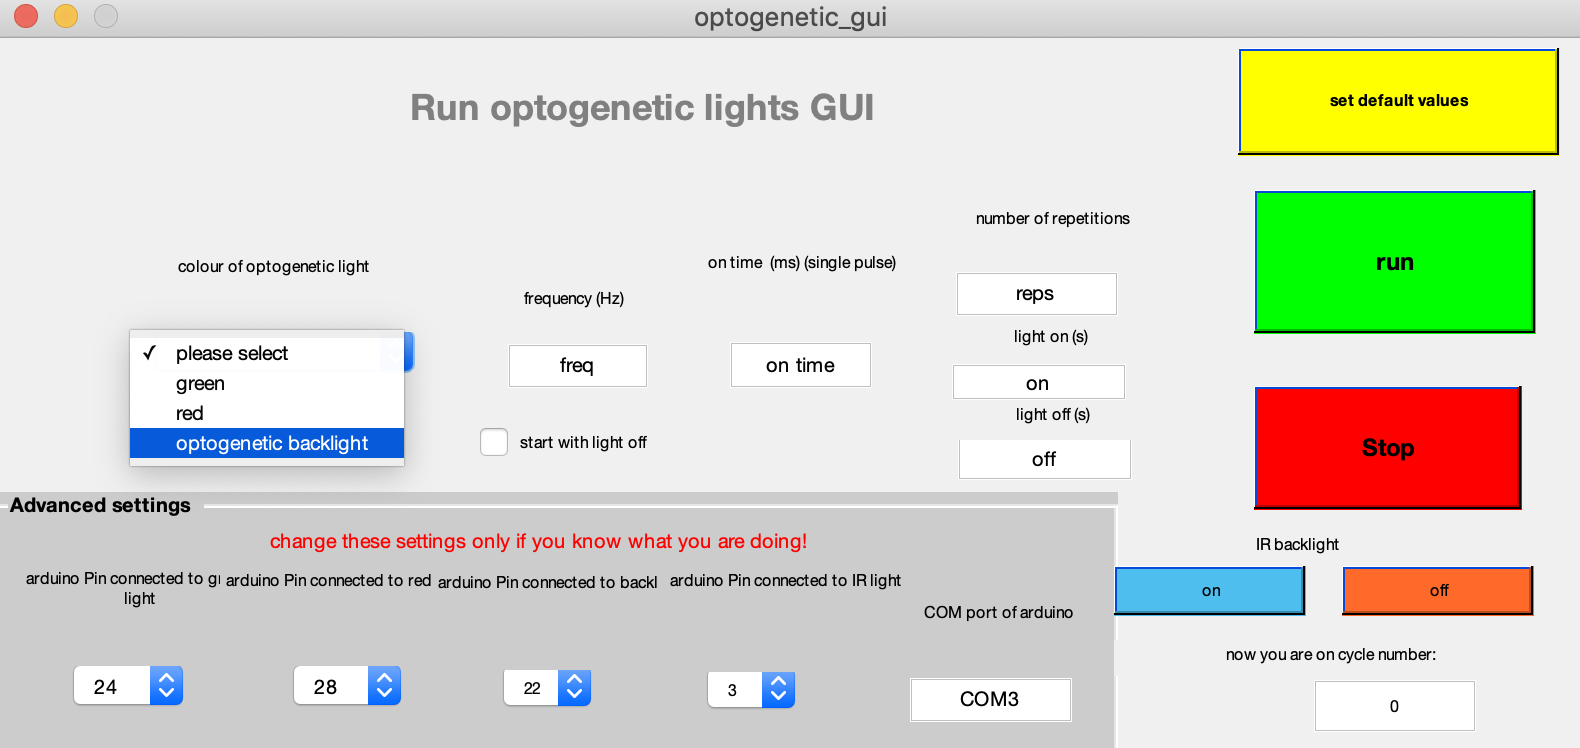 optogenetic_gui
Run optogenetic lights GUI
set default values
number of repetitions
colour of optogenetic light
on time (ms) (single pulse)
run
reps
frequency (Hz)
light on (s)
please select
freq
on time
green
on
red
light off (s)
optogenetic backlight
start with light off
off
Stop
Advanced settings
change these settings only if you know what you are doing!
IR backlight
arduino Pin connected to gr
light
arduino Pin connected to red
arduino Pin connected to backl
arduino Pin connected to IR light
on
off
COM port of arduino
now you are on cycle number:
24
28
22
3
COM3
0